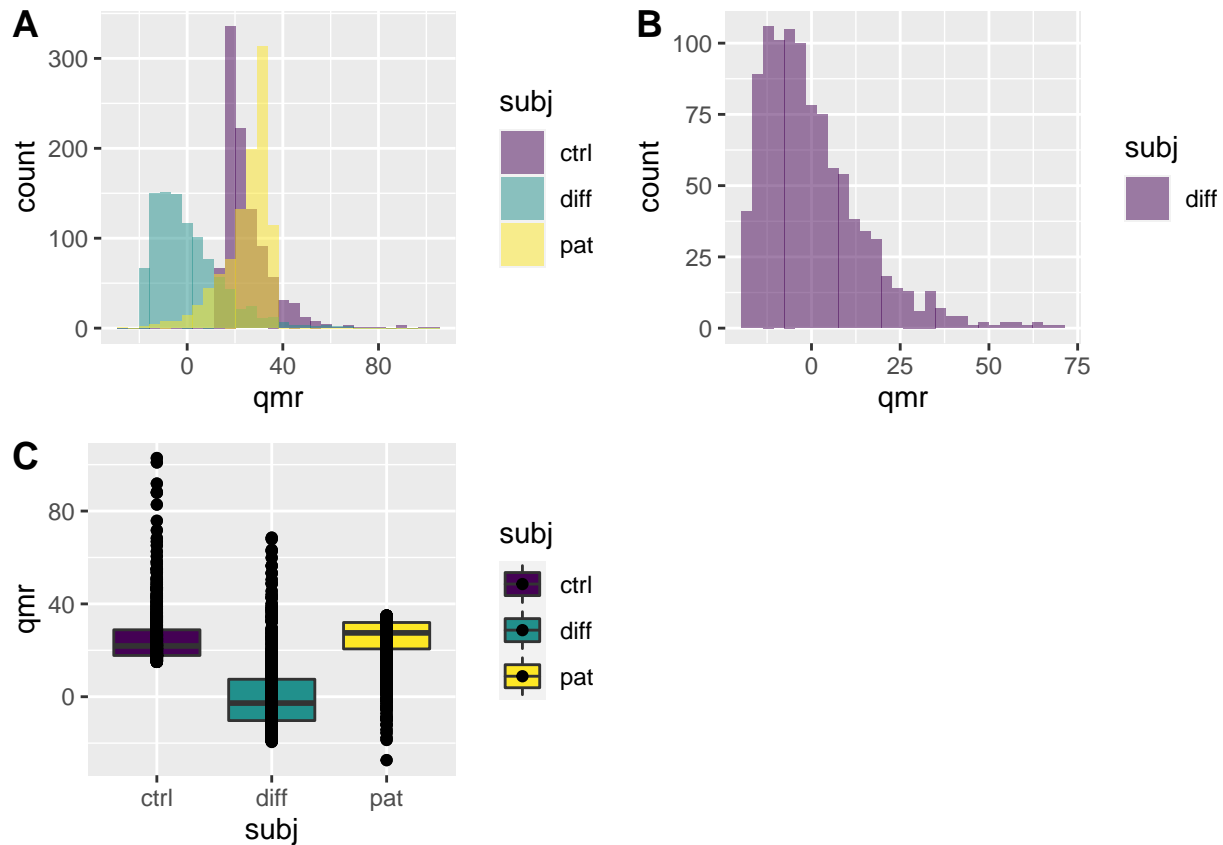 A
count
300
200
100
0
0
40
80
qmr
subj
ctrl
diff
pat
B
count
100
75
50
25
0
0
25
50
75
qmr
subj
diff
C
qmr
80
40
0
ctrl
diff
pat
subj
subj
ctrl
diff
pat